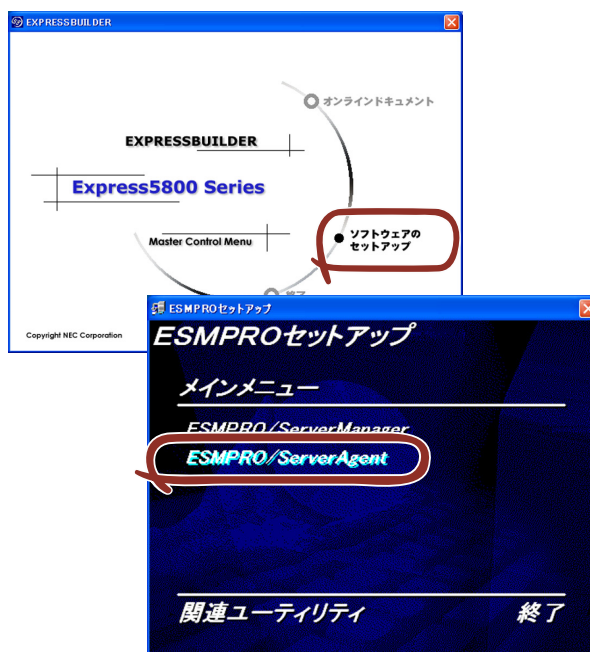 EXPRESSBUILDER
オンラインドキュメント
EXPRESSBUILDER
Express5800 Series
ソフトウェアの
セットアップ
Master Control Menu
終了
Copyright NEC Corporation
ESMPROセットアップ
ESMPROセットアップ
メインメニュー
ESMPRO/ServerManager
ESMPRO/ServerAgent
関連ユーティリティ
終了